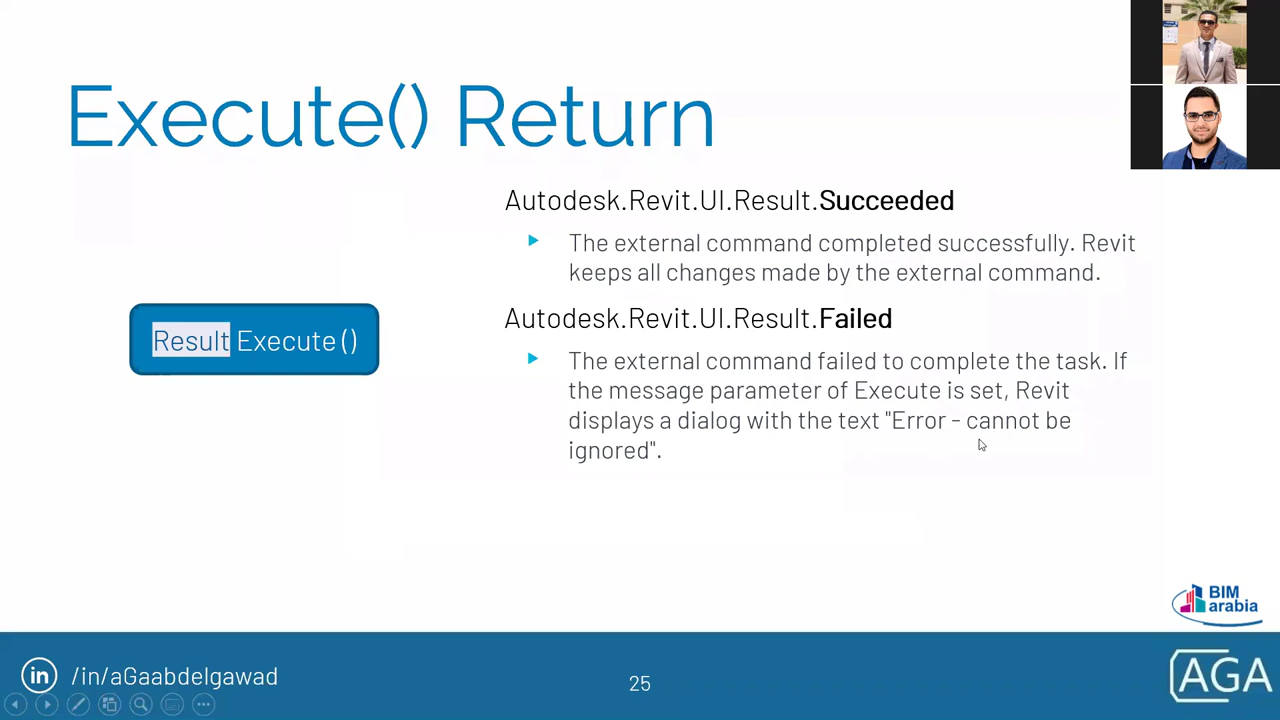 Execute() Return
Autodesk.Revit.UI.Result.Succeeded
The external command completed successfully. Revit
keeps all changes made by the external command.
Result Execute ()
Autodesk.Revit.UI.Result.Failed
The external command failed to complete the task. If
the message parameter of Execute is set, Revit
displays a dialog with the text "Error - cannot be
ignored".
BIM
arabia
in /in/aGaabdelgawad
25
AGA